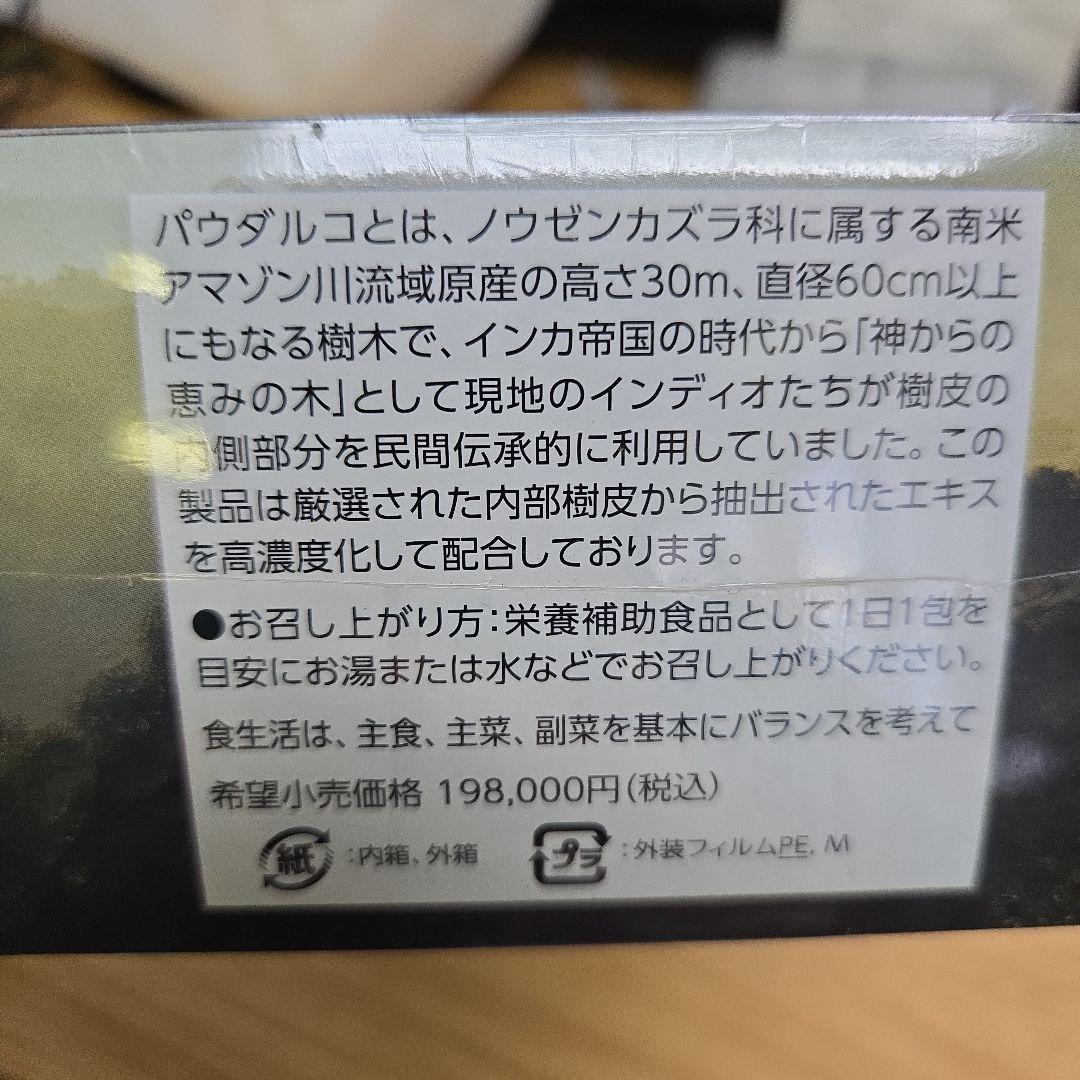 パウダルコとは、ノウゼンカズラ科に属する南米
アマゾン川流域原産の高さ30m、直径60cm以上
にもなる樹木で、インカ帝国の時代から「神からの
恵みの木」として現地のインディオたちが樹皮の
内側部分を民間伝承的に利用していました。この
製品は厳選された内部樹皮から抽出されたエキス
を高濃度化して配合しております。
●お召し上がり方：栄養補助食品として1日1包を
目安にお湯または水などでお召し上がりください。
食生活は、主食、主菜、副菜を基本にバランスを考えて
希望小売価格 198,000円（税込）
紙：内箱、外箱 プラ：外装フィルムPE, M